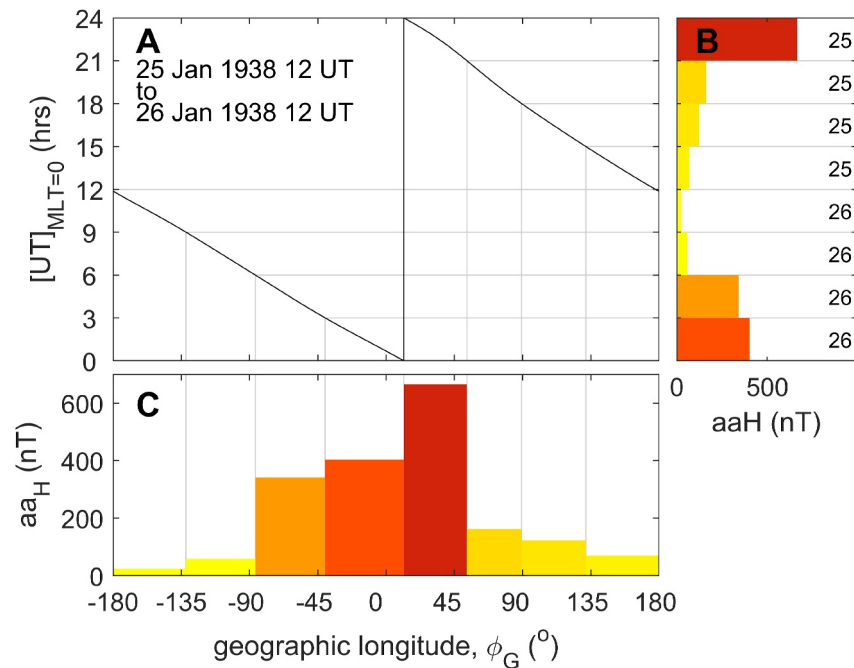 A
25 Jan 1938 12 UT
to
26 Jan 1938 12 UT
[UT]MLT=0 (hrs)
24
21
18
15
12
9
6
3
0
B
25
25
25
25
26
26
26
26
0 500
aaH (nT)
C
aaH (nT)
600
400
200
0
-180 -135 -90 -45 0 45 90 135 180
geographic longitude, ϕG (o)